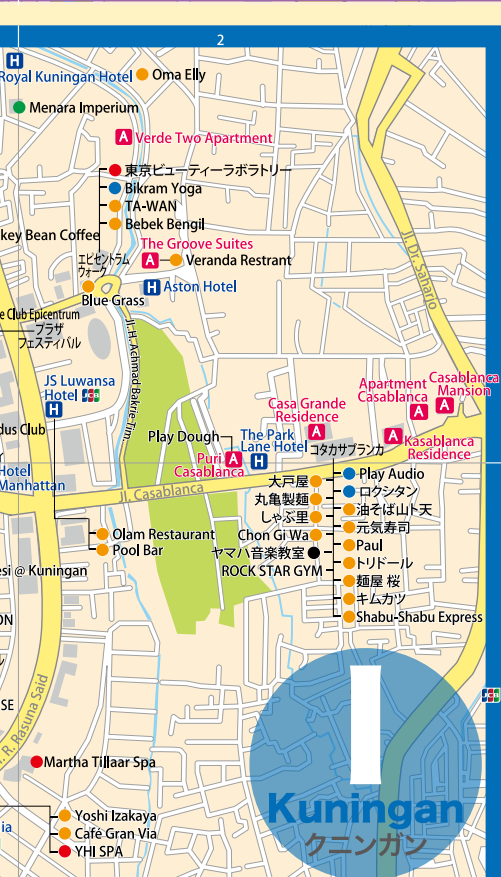 2
Royal Kuningan Hotel
Oma Elly
Menara Imperium
Verde Two Apartment
東京ビューティーラボラトリー
Bikram Yoga
TA-WAN
Bebek Bengil
key Bean Coffee
The Groove Suites
エピセントラム
ウォーク
Veranda Restrant
Aston Hotel
Blue Grass
Jl. Dr. Saharjo
e Club Epicentrum
プラザ
フェスティバル
Jl. H. Achmad Bakrie Tim.
JS Luwansa
Hotel
JCB
Apartment
Casablanca
Casablanca
Mansion
Casa Grande
Residence
dus Club
Play Dough
The Park
Lane Hotel
コタカサブランカ
Kasablanca
Residence
Puri
Casablanca
Hotel
Manhattan
Jl. Casablanca
大戸屋
丸亀製麺
しゃぶ里
Chon Gi Wa
ヤマハ音楽教室
ROCK STAR GYM
Play Audio
ロクシタン
油そば山ト天
元気寿司
Paul
トリドール
麺屋 桜
キムカツ
Shabu-Shabu Express
Olam Restaurant
Pool Bar
esi @ Kuningan
ON
SE
R. Rasuna Said
JCB
Martha Tillaar Spa
Yoshi Izakaya
Café Gran Via
YHI SPA
ia
I
Kuningan
クニンガン